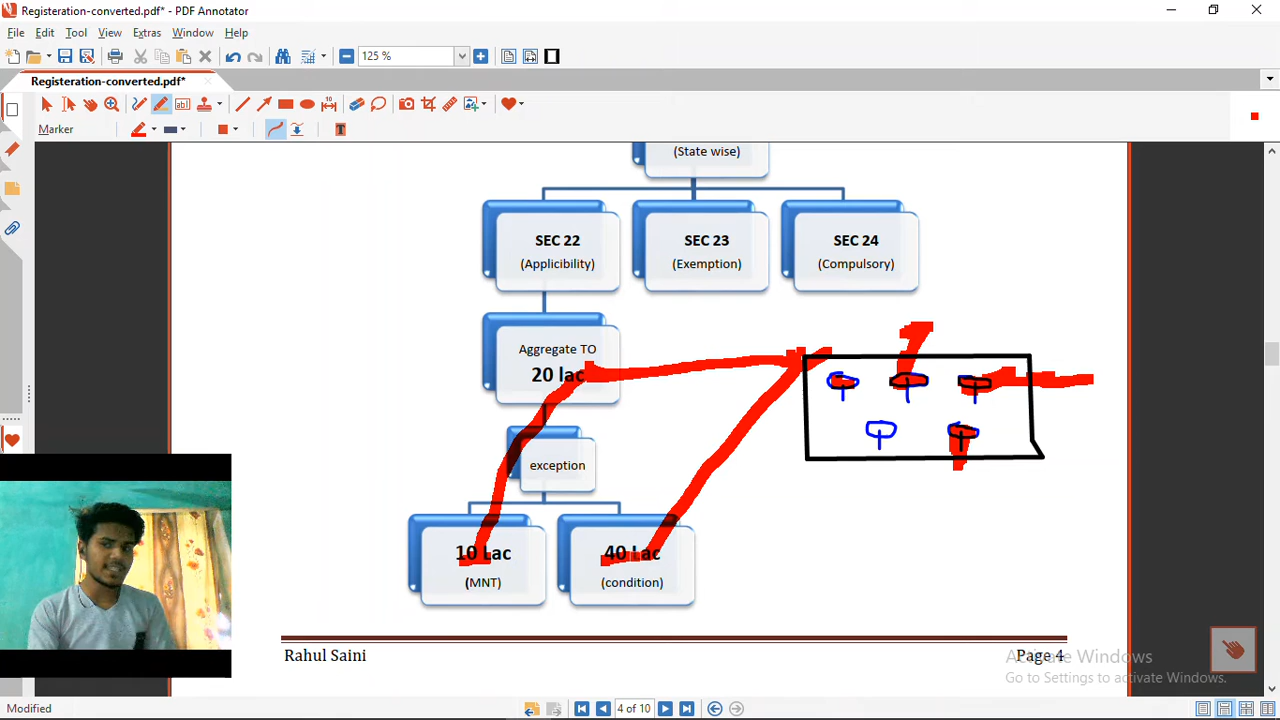 Registeration-converted.pdf* - PDF Annotator
File Edit Tool Extras Window Help
125 %
Registeration-converted.pdf*
Marker
(State wise)
SEC 22
(Applicibility)
SEC 23
(Exemption)
SEC 24
(Compulsory)
Aggregate TO
20 lac
exception
10 Lac
(MNT)
40 Lac
(condition)
Rahul Saini
Page 4
Activate Windows
Go to Settings to activate Windows.
Modified
4 of 10